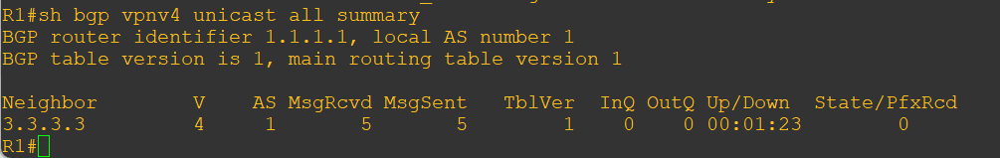 R1#sh bgp vpnv4 unicast all summary
BGP router identifier 1.1.1.1, local AS number 1
BGP table version is 1, main routing table version 1
Neighbor V AS MsgRcvd MsgSent TblVer InQ OutQ Up/Down State/PfxRcd
3.3.3.3 4 1 5 5 1 0 0 00:01:23 0
R1#